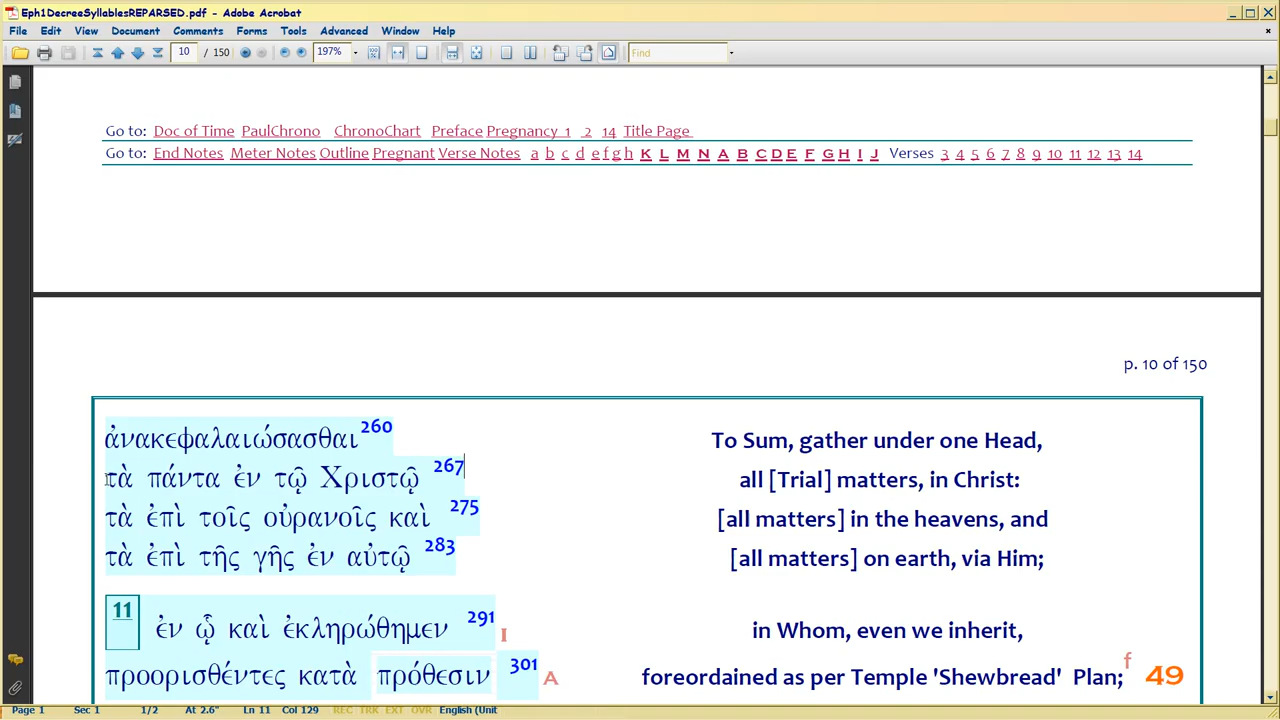 Eph1DecreeSyllablesREPARSED.pdf - Adobe Acrobat
File Edit View Document Comments Forms Tools Advanced Window Help
10 / 150 197% Find
Go to: Doc of Time PaulChrono ChronoChart Preface Pregnancy 1 2 14 Title Page
Go to: End Notes Meter Notes Outline Pregnant Verse Notes a b c d e f g h K L M N A B C D E F G H I J Verses 3 4 5 6 7 8 9 10 11 12 13 14
p. 10 of 150
ἀνακεφαλαιώσασθαι 260 To Sum, gather under one Head,
τὰ πάντα ἐν τῷ Χριστῷ 267 all [Trial] matters, in Christ:
τὰ ἐπὶ τοῖς οὐρανοῖς καὶ 275 [all matters] in the heavens, and
τὰ ἐπὶ τῆς γῆς ἐν αὐτῷ 283 [all matters] on earth, via Him;
11 ἐν ᾧ καὶ ἐκληρώθημεν 291 I in Whom, even we inherit,
προορισθέντες κατὰ πρόθεσιν 301 A foreordained as per Temple 'Shewbread' Plan; f 49
Page 1 Sec 1 1/2 At 2.6" Ln 11 Col 129 REC TRK EXT OVR English (Unit